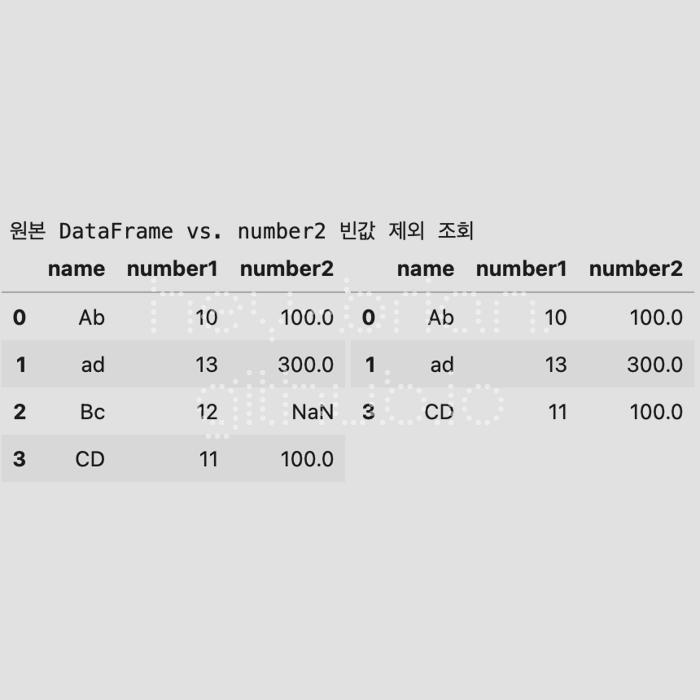 원본 DataFrame vs. number2 빈값 제외 조회
name number1 number2 name number1 number2
0 Ab 10 100.0 0 Ab 10 100.0
1 ad 13 300.0 1 ad 13 300.0
2 Bc 12 NaN 3 CD 11 100.0
3 CD 11 100.0
github.io